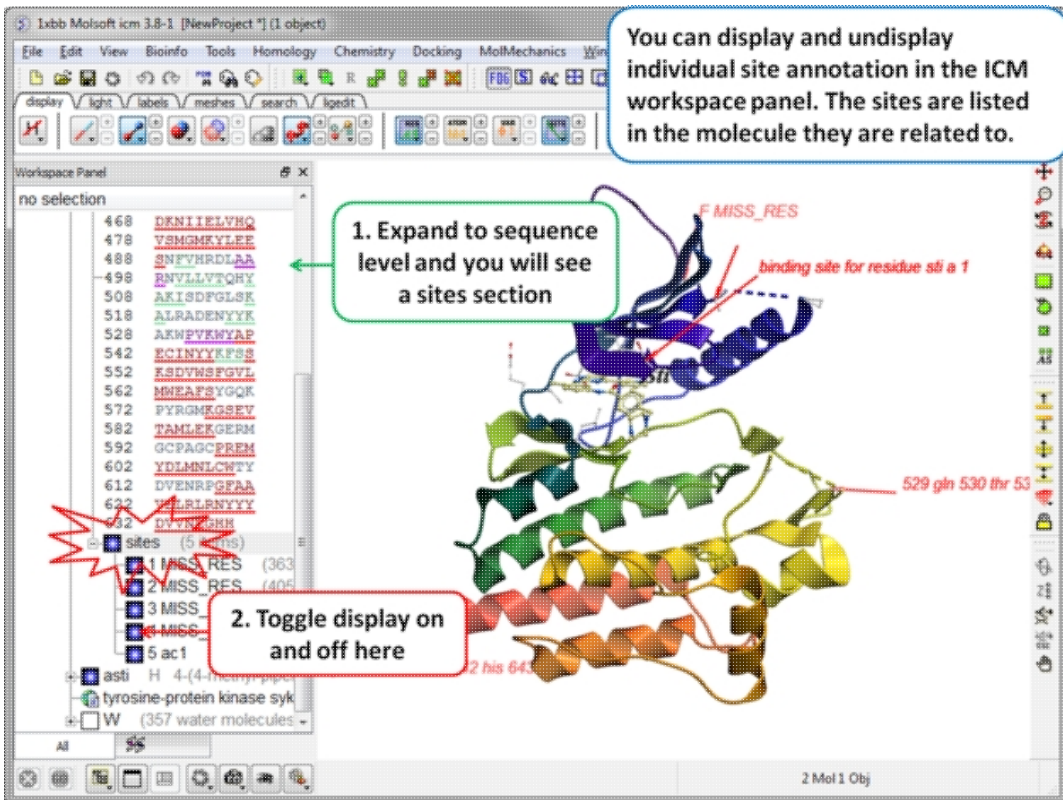 1xbb Molsoft icm 3.8-1 [NewProject *] (1 object)
File Edit View Bioinfo Tools Homology Chemistry Docking MolMechanics
You can display and undisplay
individual site annotation in the ICM
workspace panel. The sites are listed
in the molecule they are related to.
display light labels meshes search ligedit
Workspace Panel
no selection
468 DKNIIELVHQ
478 VSMGMKYLEE
488 SNFVHRDLAA
498 RNVLLVTQHY
508 AKISDFGLSK
518 ALRADENYYK
528 AKWPVKWYAP
542 ECINYYKFSS
552 KSDVWSFGVL
562 MWEAFSYGQK
572 PYRGMKGSEV
582 TAMLEKGERM
592 GCPAGCPREM
602 YDLMNLCWTY
612 DVENRPGFAA
1. Expand to sequence
level and you will see
a sites section
F MISS_RES
binding site for residue sti a 1
529 gln 530 thr 53
sites
1 MISS_RES (363
2 MISS_RES (405
3 MISS_
5 ac1
2. Toggle display on
and off here
his 643
asti H
tyrosine-protein kinase syk
W (357 water molecules
All
2 Mol 1 Obj